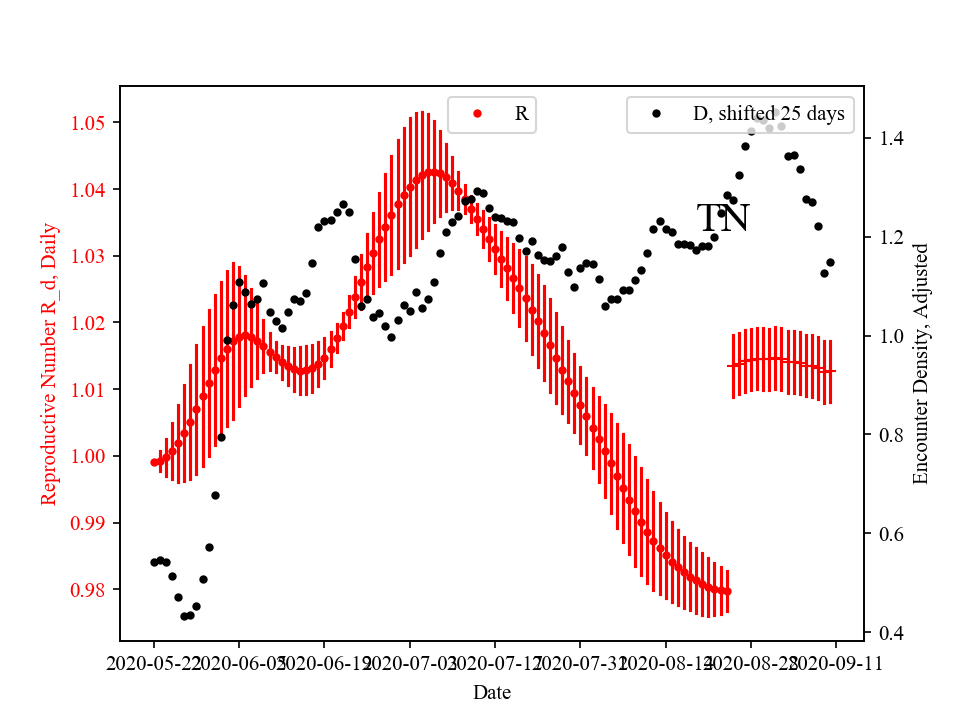 R
D, shifted 25 days
TN
1.05
1.04
1.03
1.02
1.01
1.00
0.99
0.98
Reproductive Number R_d, Daily
1.4
1.2
1.0
0.8
0.6
0.4
Encounter Density, Adjusted
2020-05-22 2020-06-05 2020-06-19 2020-07-03 2020-07-17 2020-07-31 2020-08-14 2020-08-28 2020-09-11
Date